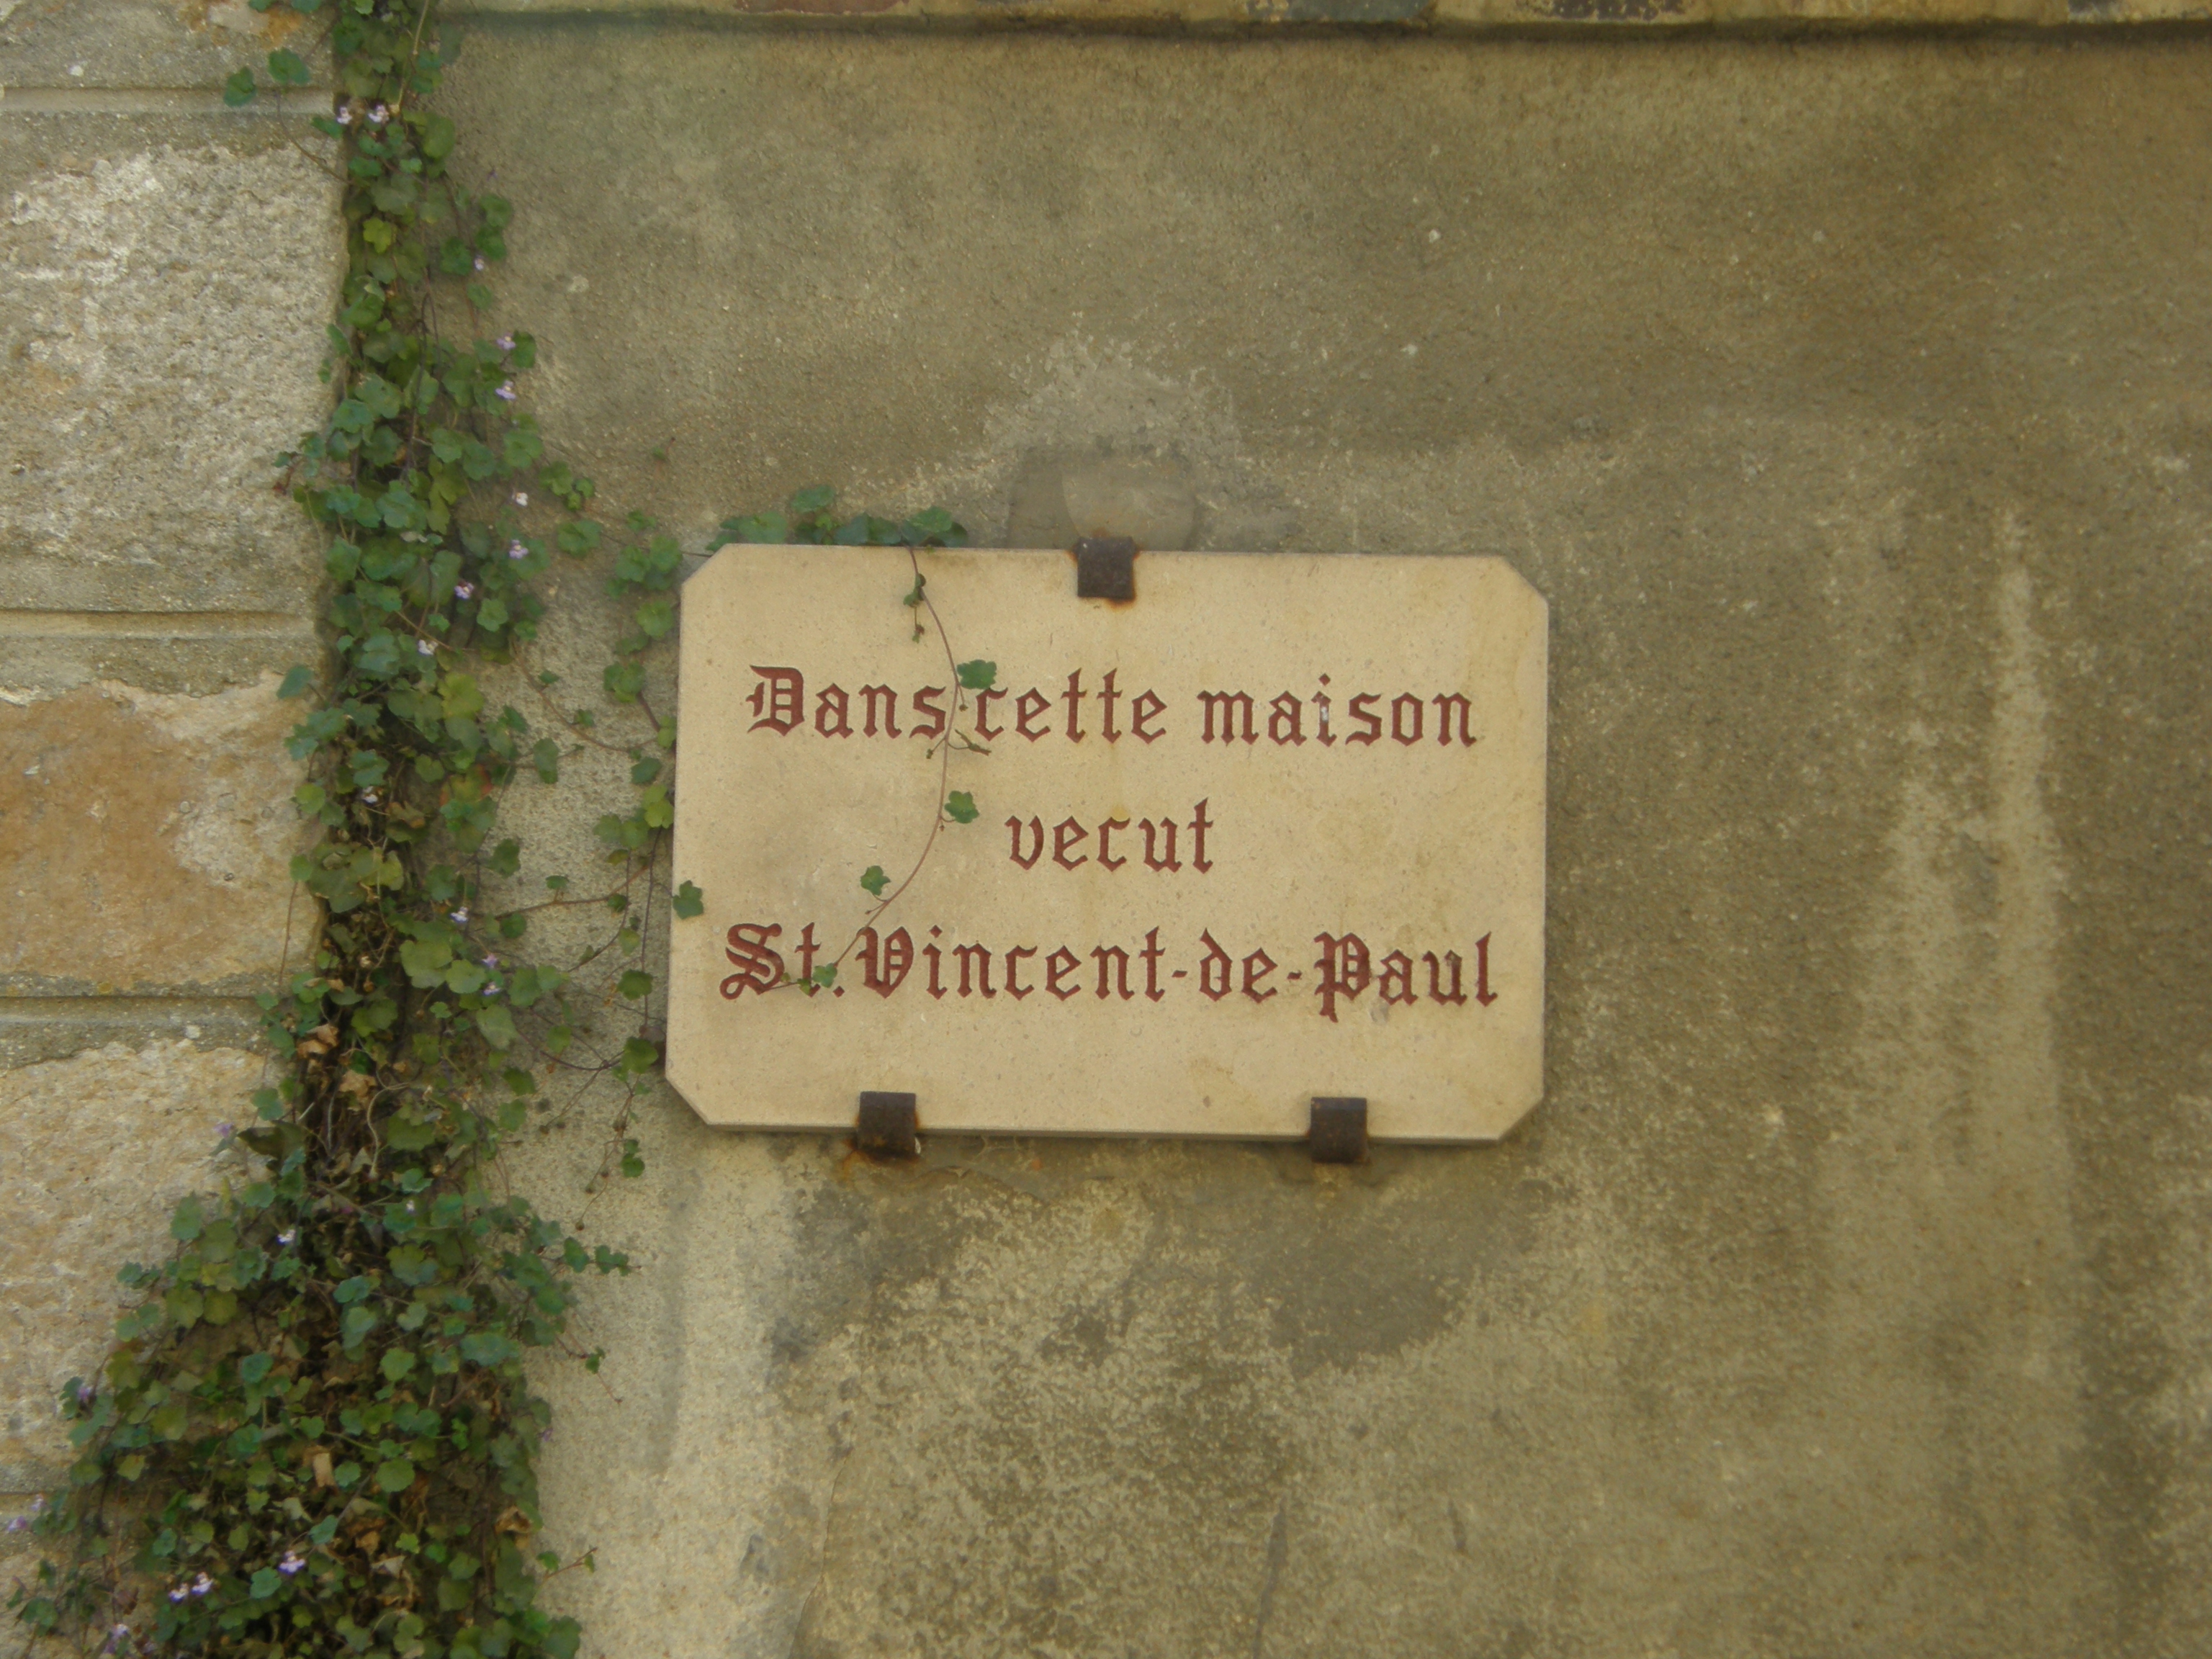 Dans cette maison
vecut
St. Vincent-de-Paul